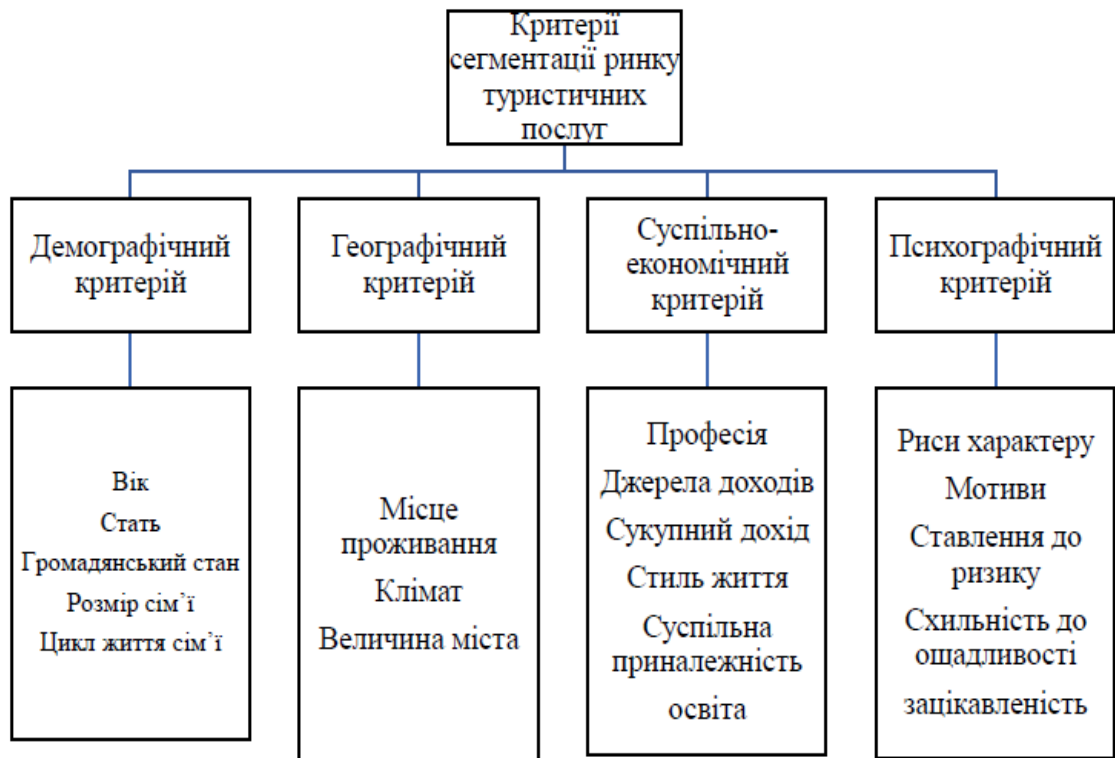 Критерії
сегментації ринку
туристичних
послуг
Демографічний
критерій
Географічний
критерій
Суспільно-
економічний
критерій
Психографічний
критерій
Вік
Стать
Громадянський стан
Розмір сім’ї
Цикл життя сім’ї
Місце
проживання
Клімат
Величина міста
Професія
Джерела доходів
Сукупний дохід
Стиль життя
Суспільна
приналежність
освіта
Риси характеру
Мотиви
Ставлення до
ризику
Схильність до
ощадливості
зацікавленість